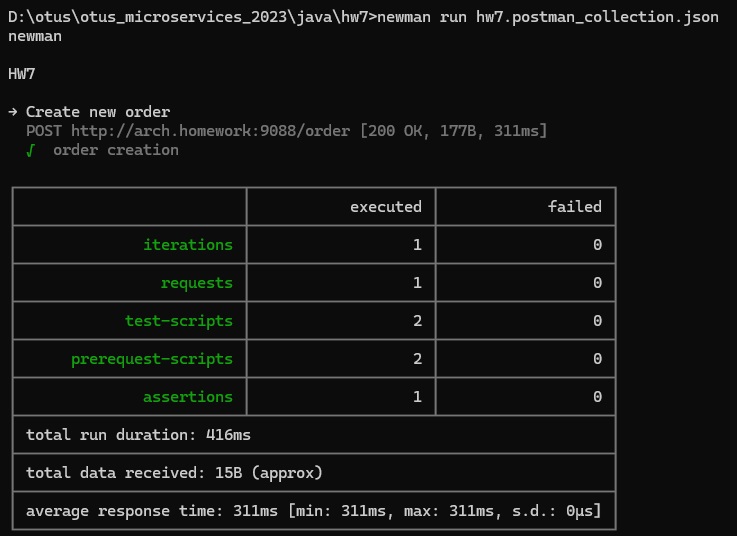 D:\otus\otus_microservices_2023\java\hw7>newman run hw7.postman_collection.json
newman
HW7
→ Create new order
POST http://arch.homework:9088/order [200 OK, 177B, 311ms]
√ order creation
executed failed
iterations 1 0
requests 1 0
test-scripts 2 0
prerequest-scripts 2 0
assertions 1 0
total run duration: 416ms
total data received: 15B (approx)
average response time: 311ms [min: 311ms, max: 311ms, s.d.: 0µs]